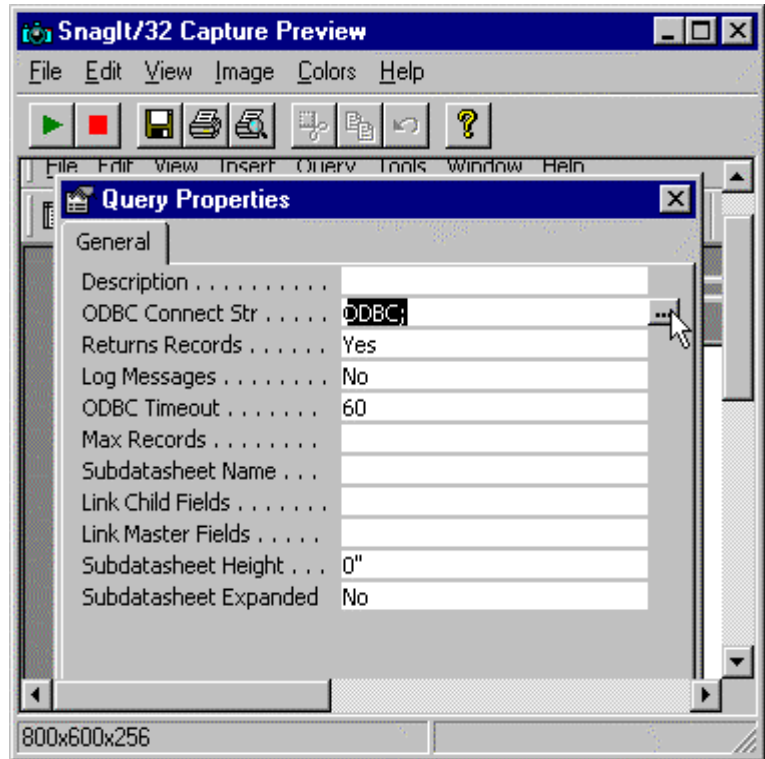 SnagIt/32 Capture Preview
File Edit View Image Colors Help
File Edit View Insert Query Tools Window Help
Query Properties
General
Description . . . . . . . . . .
ODBC Connect Str . . . . . ODBC; ...
Returns Records . . . . . . Yes
Log Messages . . . . . . . . No
ODBC Timeout . . . . . . . 60
Max Records . . . . . . . .
Subdatasheet Name . . .
Link Child Fields . . . . . . .
Link Master Fields . . . . .
Subdatasheet Height . . . 0"
Subdatasheet Expanded No
800x600x256